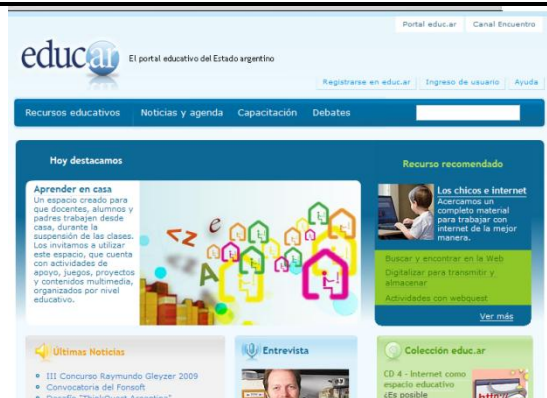 Portal educ.ar Canal Encuentro
educ.ar
El portal educativo del Estado argentino
Registrarse en educ.ar Ingreso de usuario Ayuda
Recursos educativos Noticias y agenda Capacitación Debates
Hoy destacamos
Aprender en casa
Un espacio creado para
que docentes, alumnos y
padres trabajen desde
casa, durante la
suspensión de las clases.
Los invitamos a utilizar
este espacio, que cuenta
con actividades de
apoyo, juegos, proyectos
y contenidos multimedia,
organizados por nivel
educativo.
Recurso recomendado
Los chicos e internet
Acercamos un
completo material
para trabajar con
internet de la mejor
manera.
Buscar y encontrar en la Web
Digitalizar para transmitir y
almacenar
Actividades con webquest
Ver más
Últimas Noticias
III Concurso Raymundo Gleyzer 2009
Convocatoria del Fonsoft
Desafío "ThinkQuest Argentina"
Entrevista
Colección educ.ar
CD 4 - Internet como
espacio educativo
¿Es posible
http://